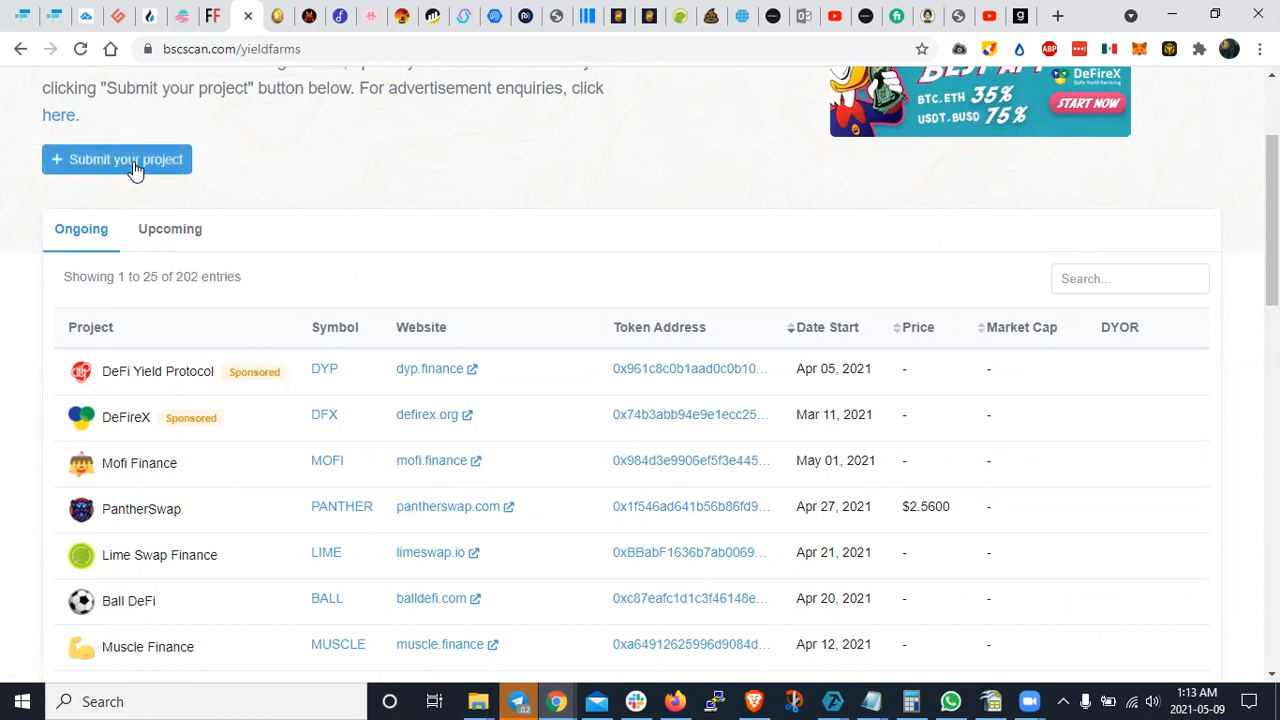 bscscan.com/yieldfarms
clicking "Submit your project" button below. For advertisement enquiries, click
here.
+ Submit your project
DeFireX
Safe Yield Farming
BTC,ETH 35%
USDT,BUSD 75%
START NOW
Ongoing Upcoming
Showing 1 to 25 of 202 entries
Search...
Project Symbol Website Token Address Date Start Price Market Cap DYOR
DeFi Yield Protocol Sponsored DYP dyp.finance 0x961c8c0b1aad0c0b10... Apr 05, 2021 - -
DeFireX Sponsored DFX defirex.org 0x74b3abb94e9e1ecc25... Mar 11, 2021 - -
Mofi Finance MOFI mofi.finance 0x984d3e9906ef5f3e445... May 01, 2021 - -
PantherSwap PANTHER pantherswap.com 0x1f546ad641b56b86fd9... Apr 27, 2021 $2.5600 -
Lime Swap Finance LIME limeswap.io 0xBBabF1636b7ab0069... Apr 21, 2021 - -
Ball DeFi BALL balldefi.com 0xc87eafc1d1c3f46148e... Apr 20, 2021 - -
Muscle Finance MUSCLE muscle.finance 0xa64912625996d9084d... Apr 12, 2021 - -
Search
1:13 AM
2021-05-09